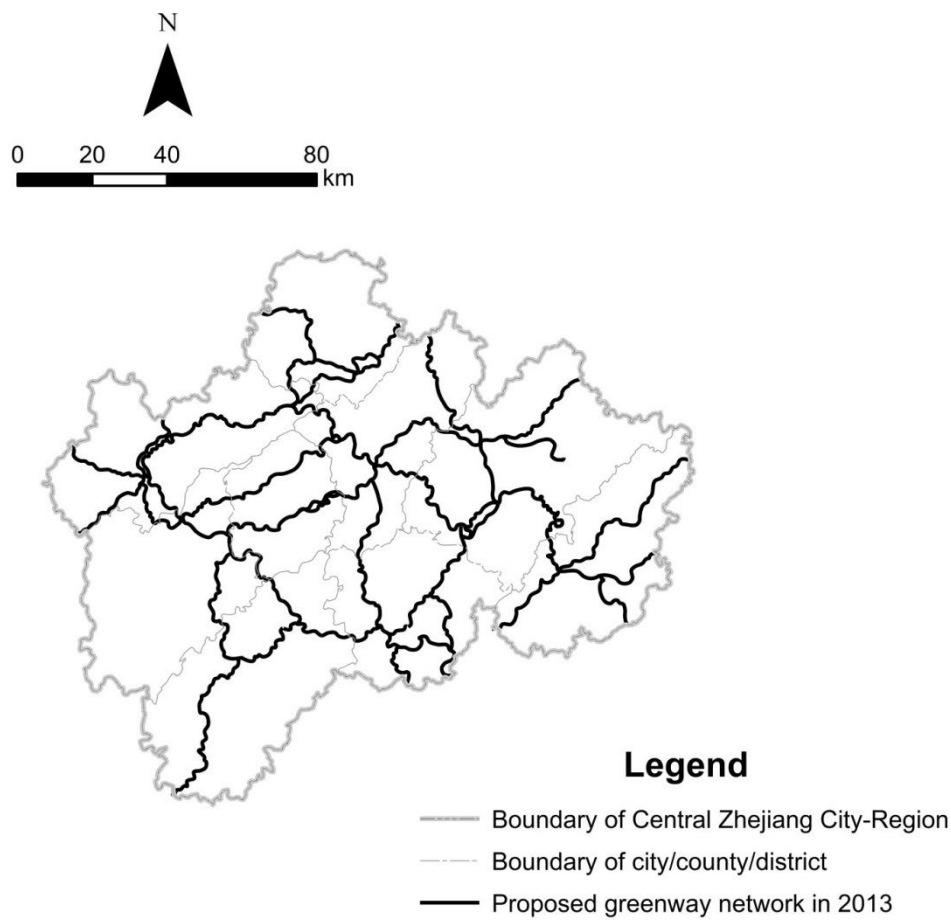 N
0 20 40 80
km
Legend
Boundary of Central Zhejiang City-Region
Boundary of city/county/district
Proposed greenway network in 2013